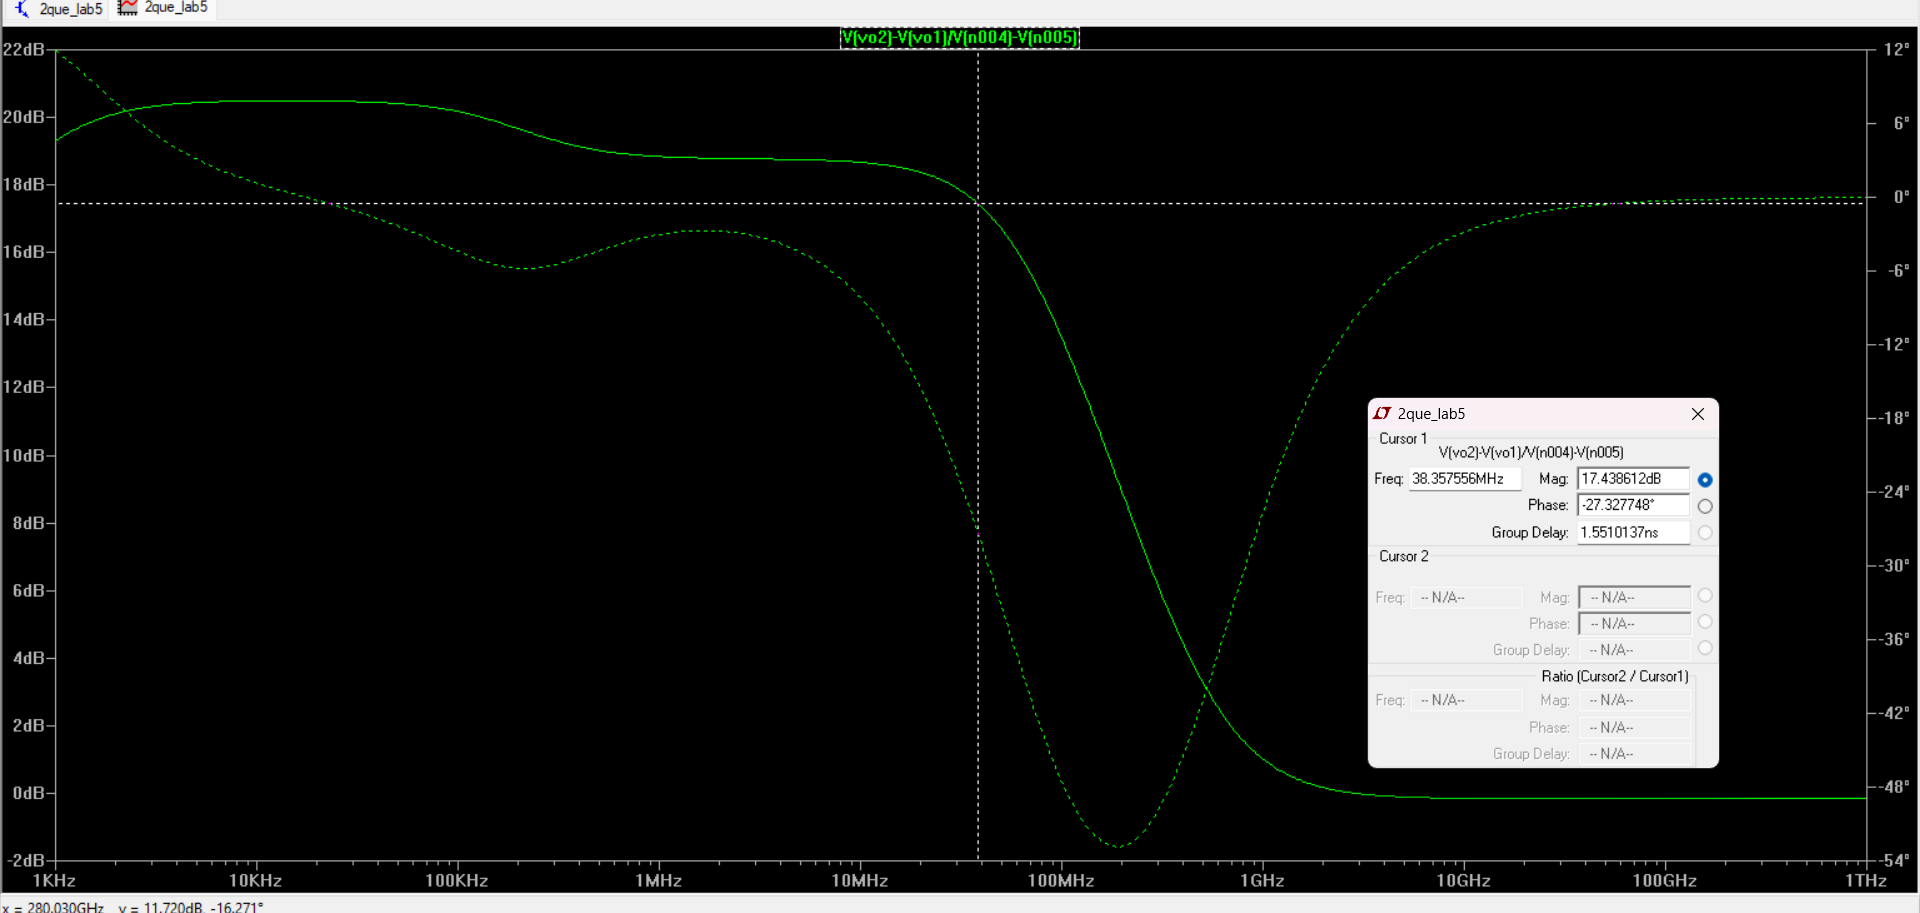 2que_lab5 2que_lab5
V(vo2)-V(vo1)/V(n004)-V(n005)
22dB 12°
20dB 6°
18dB 0°
16dB -6°
14dB -12°
12dB -18°
10dB -24°
8dB -30°
6dB -36°
4dB -42°
2dB -48°
0dB -54°
-2dB
1KHz 10KHz 100KHz 1MHz 10MHz 100MHz 1GHz 10GHz 100GHz 1THz
2que_lab5
Cursor 1
V(vo2)-V(vo1)/V(n004)-V(n005)
Freq: 38.357556MHz Mag: 17.438612dB
Phase: -27.327748°
Group Delay: 1.5510137ns
Cursor 2
Freq: -- N/A-- Mag: -- N/A--
Phase: -- N/A--
Group Delay: -- N/A--
Ratio (Cursor2 / Cursor1)
Freq: -- N/A-- Mag: -- N/A--
Phase: -- N/A--
Group Delay: -- N/A--
x = 280.030GHz y = 11.720dB, -16.271°